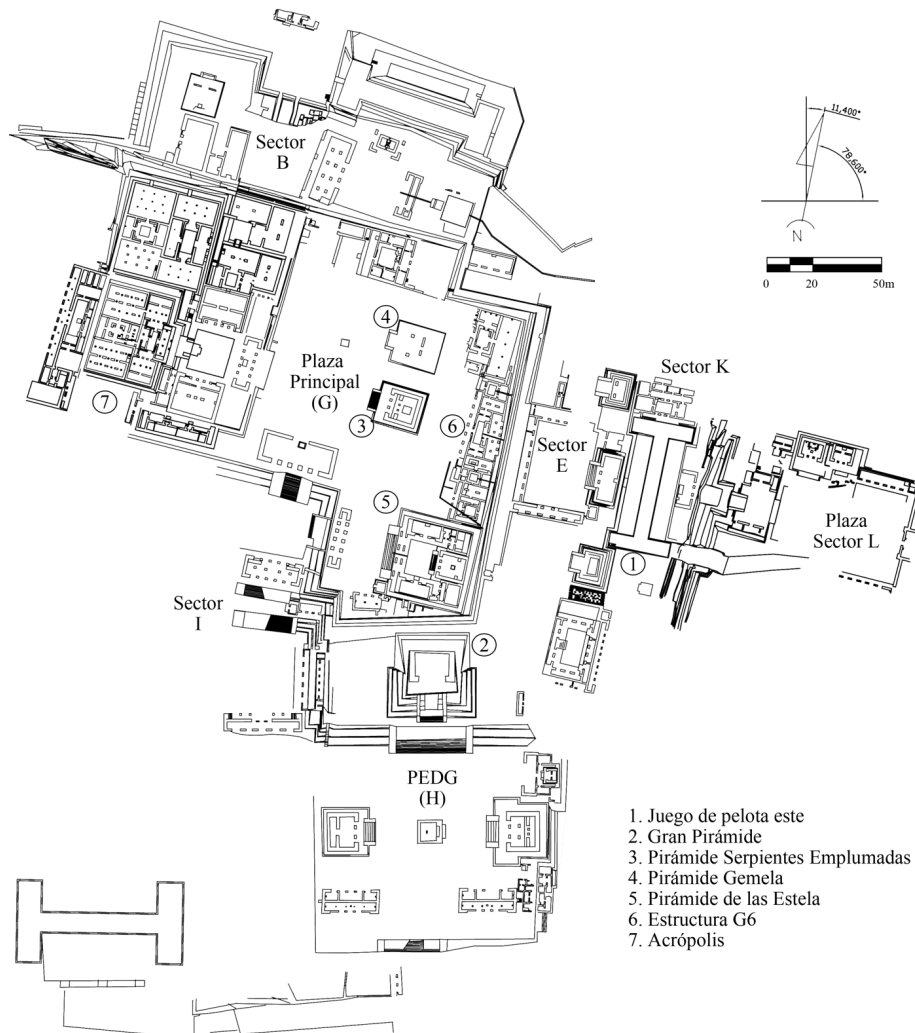 Sector
B
11,400°
78,600°
N
0 20 50m
4
Sector K
Plaza
Principal
(G)
7
3
6
Sector
E
5
Plaza
Sector L
1
Sector
I
2
PEDG
(H)
1. Juego de pelota este
2. Gran Pirámide
3. Pirámide Serpientes Emplumadas
4. Pirámide Gemela
5. Pirámide de las Estela
6. Estructura G6
7. Acrópolis